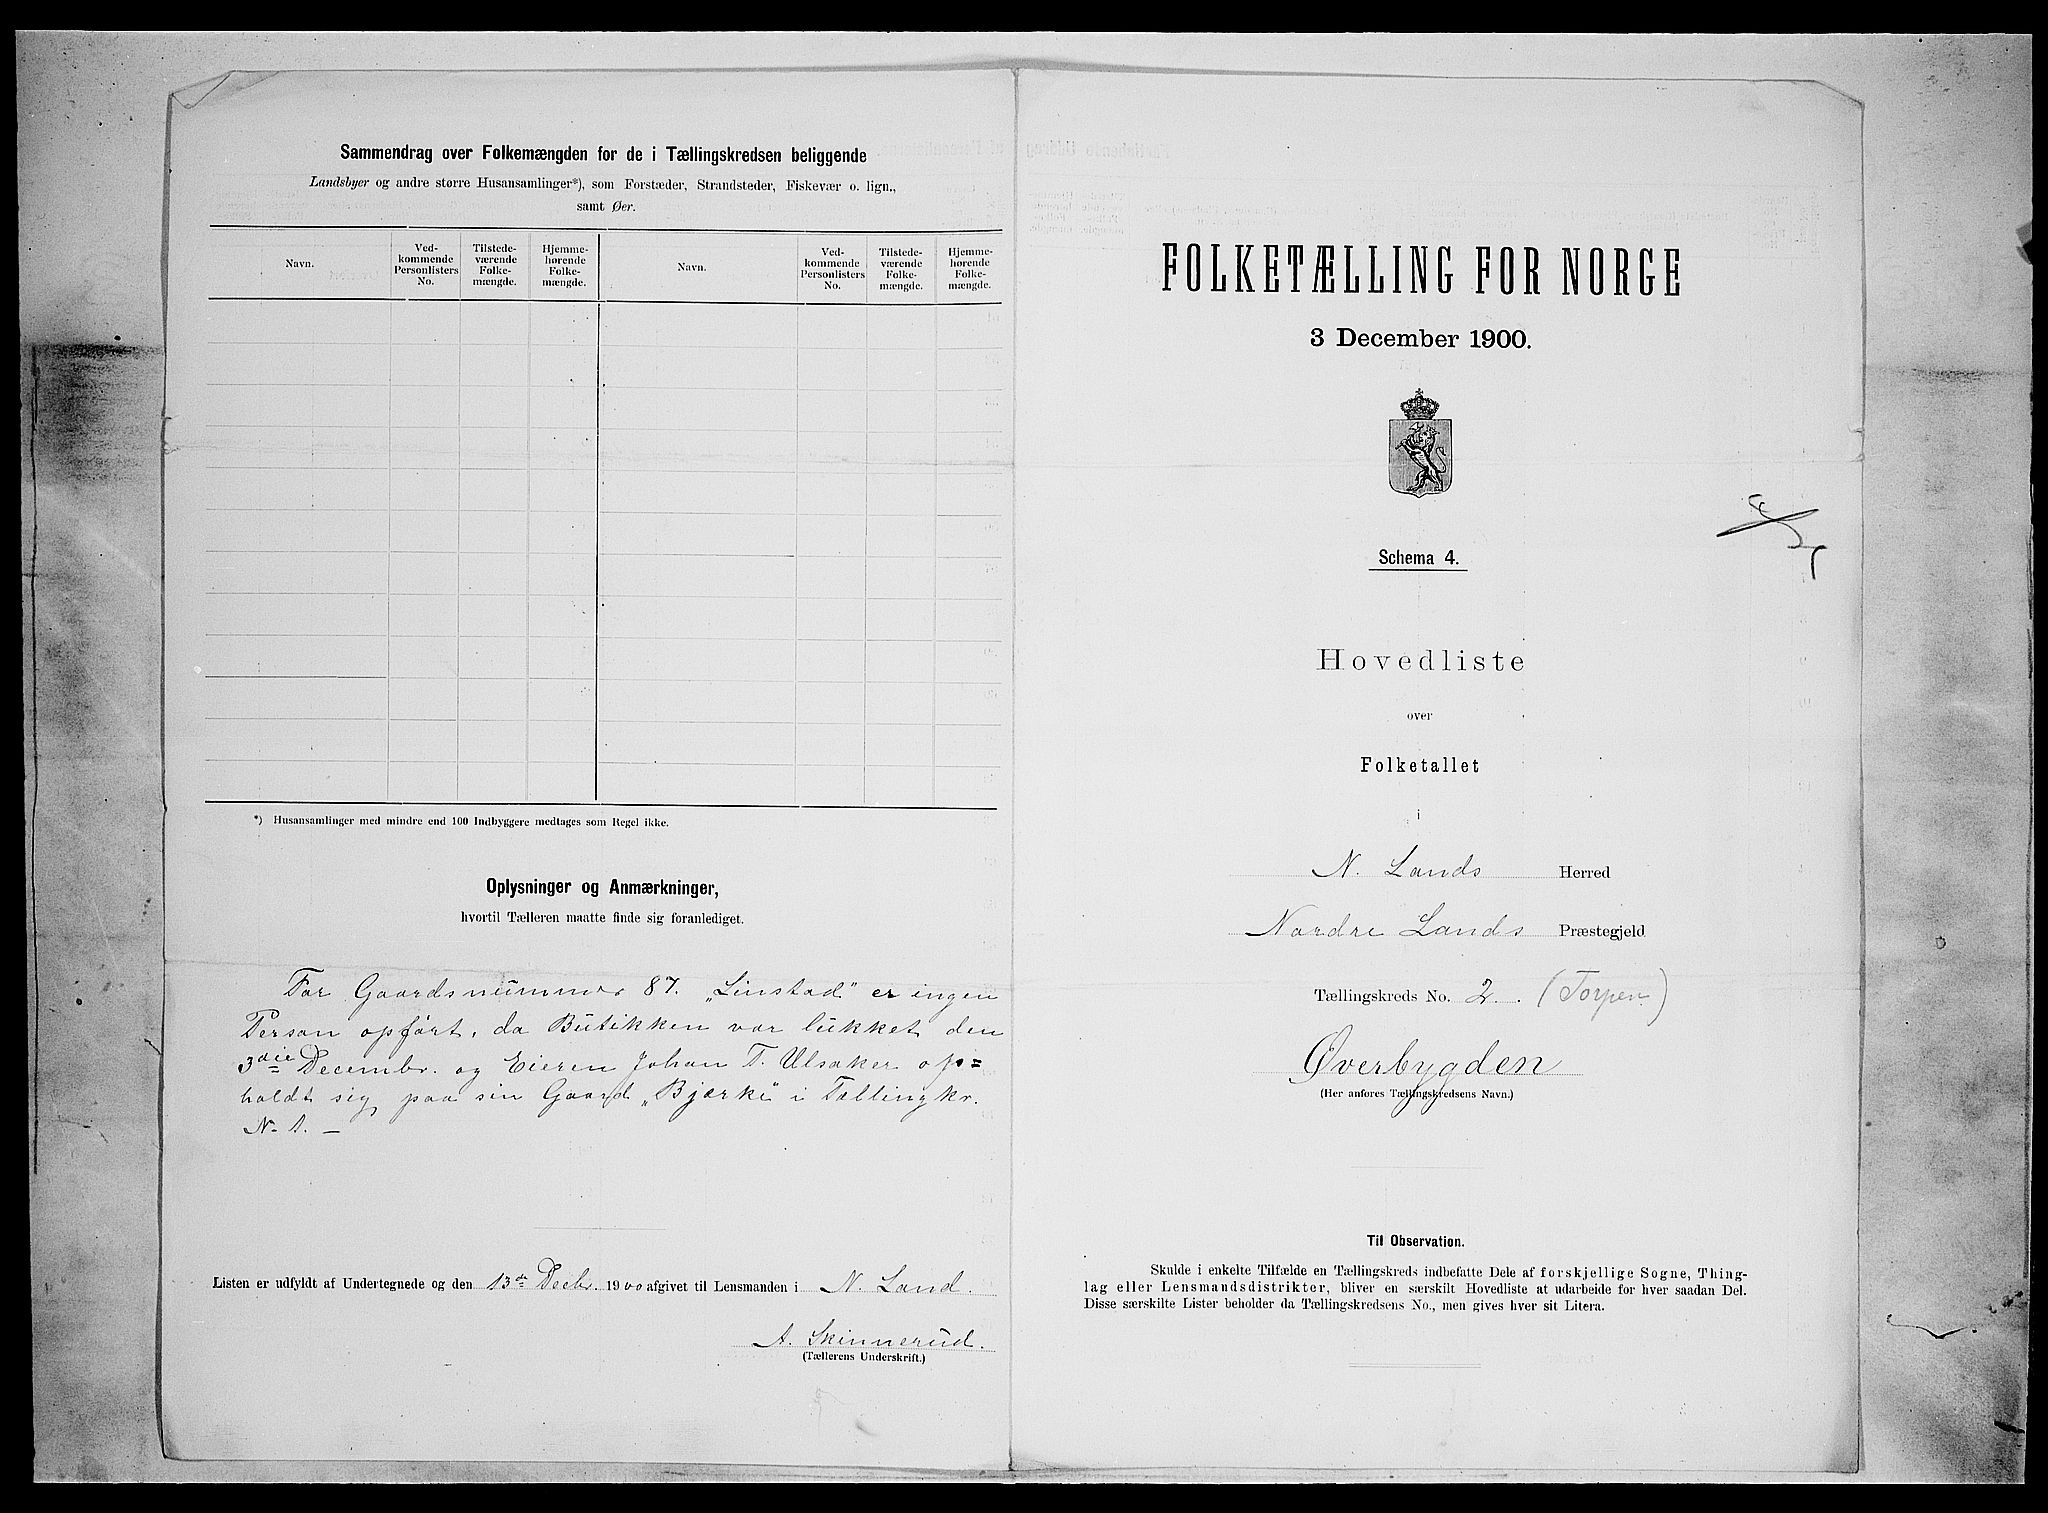 Sammendrag over Folkemængden for de i Tællingskredsen beliggende
Landsbyer og andre større Husansamlinger*), som Forstæder, Strandsteder, Fiskevær o. lign.,
samt Øer.
Navn. Ved-kommende Personlisters No. Tilstede-værende Folke-mængde. Hjemme-hørende Folke-mængde. Navn. Ved-kommende Personlisters No. Tilstede-værende Folke-mængde. Hjemme-hørende Folke-mængde.
*) Husansamlinger med mindre end 100 Indbyggere medtages som Regel ikke.
Oplysninger og Anmærkninger,
hvortil Tælleren maatte finde sig foranlediget.
For Gaardsnummer 87. „Linstad" er ingen
Person opført, da Butikken var lukket den
3die Decembr. og Eieren Johan T. Ulsaker op=
holdt sig paa sin Gaard „Bjærke" i Tællingkr.
No 1. —
Listen er udfyldt af Undertegnede og den 13de Decbr. 1900 afgivet til Lensmanden i N. Land.
A. Skinnerud.
(Tællerens Underskrift.)
FOLKETÆLLING FOR NORGE
3 December 1900.
Schema 4.
Hovedliste
over
Folketallet
i
N. Lands Herred
Nordre Lands Præstegjeld
Tællingskreds No. 2. (Torpen)
Øverbygden
(Her anføres Tællingskredsens Navn.)
Til Observation.
Skulde i enkelte Tilfælde en Tællingskreds indbefatte Dele af forskjellige Sogne, Thing-
lag eller Lensmandsdistrikter, bliver en særskilt Hovedliste at udarbeide for hver saadan Del.
Disse særskilte Lister beholder da Tællingskredsens No., men gives hver sit Litera.